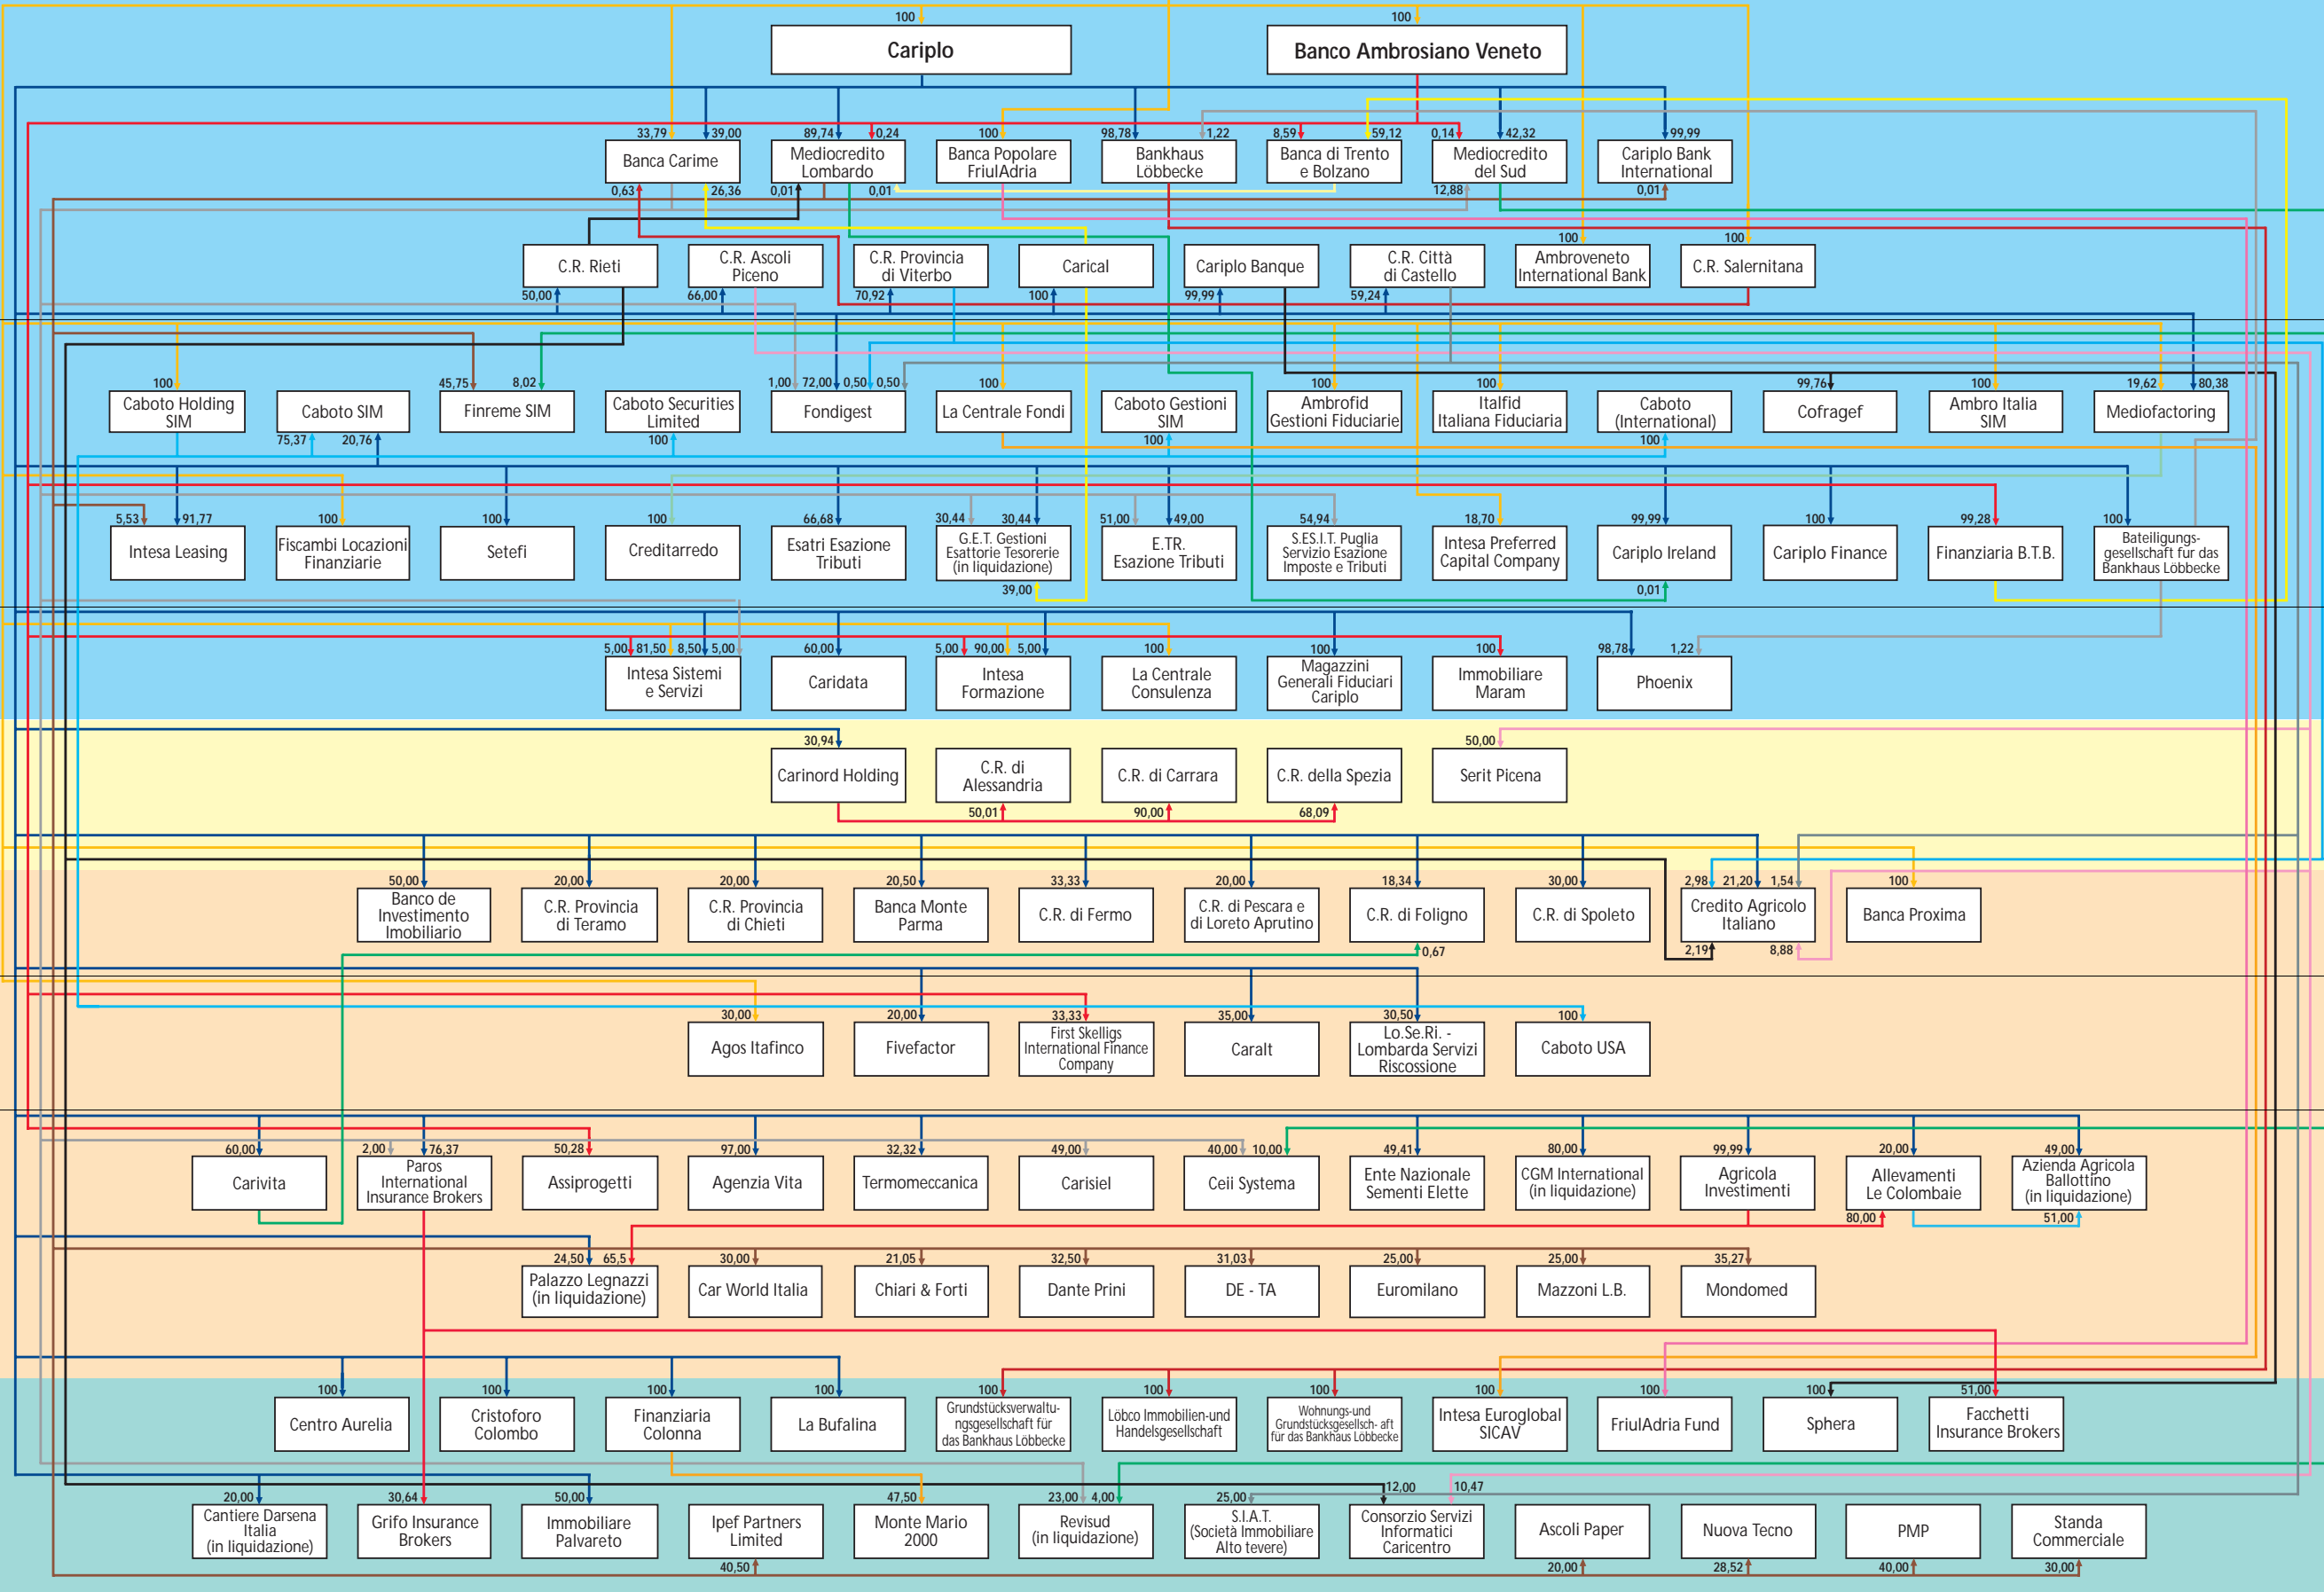 100
100
Cariplo
Banco Ambrosiano Veneto
33,79
39,00
89,74
0,24
100
98,78
1,22
8,59
59,12
0,14
42,32
99,99
Banca Carime
Mediocredito
Lombardo
Banca Popolare
FriulAdria
Bankhaus
Löbbecke
Banca di Trento
e Bolzano
Mediocredito
del Sud
Cariplo Bank
International
0,63
26,36
0,01
0,01
12,88
0,01
100
100
C.R. Rieti
C.R. Ascoli
Piceno
C.R. Provincia
di Viterbo
Carical
Cariplo Banque
C.R. Città
di Castello
Ambroveneto
International Bank
C.R. Salernitana
50,00
66,00
70,92
100
99,99
59,24
100
45,75
8,02
1,00
72,00
0,50
0,50
100
100
100
99,76
100
19,62
80,38
Caboto Holding
SIM
Caboto SIM
Finreme SIM
Caboto Securities
Limited
Fondigest
La Centrale Fondi
Caboto Gestioni
SIM
Ambrofid
Gestioni Fiduciarie
Italfid
Italiana Fiduciaria
Caboto
(International)
Cofragef
Ambro Italia
SIM
Mediofactoring
75,37
20,76
100
100
100
5,53
91,77
100
100
100
66,68
30,44
30,44
51,00
49,00
54,94
18,70
99,99
100
99,28
100
Intesa Leasing
Fiscambi Locazioni
Finanziarie
Setefi
Creditarredo
Esatri Esazione
Tributi
G.E.T. Gestioni
Esattorie Tesorerie
(in liquidazione)
E.TR.
Esazione Tributi
S.ES.I.T. Puglia
Servizio Esazione
Imposte e Tributi
Intesa Preferred
Capital Company
Cariplo Ireland
Cariplo Finance
Finanziaria B.T.B.
Bateiligungs-
gesellschaft für das
Bankhaus Löbbecke
39,00
0,01
5,00
81,50
8,50
5,00
60,00
5,00
90,00
5,00
100
100
100
98,78
1,22
Intesa Sistemi
e Servizi
Caridata
Intesa
Formazione
La Centrale
Consulenza
Magazzini
Generali Fiduciari
Cariplo
Immobiliare
Maram
Phoenix
30,94
50,00
Carinord Holding
C.R. di
Alessandria
C.R. di Carrara
C.R. della Spezia
Serit Picena
50,01
90,00
68,09
50,00
20,00
20,00
20,50
33,33
20,00
18,34
30,00
2,98
21,20
1,54
100
Banco de
Investimento
Imobiliario
C.R. Provincia
di Teramo
C.R. Provincia
di Chieti
Banca Monte
Parma
C.R. di Fermo
C.R. di Pescara e
di Loreto Aprutino
C.R. di Foligno
C.R. di Spoleto
Credito Agricolo
Italiano
Banca Proxima
0,67
2,19
8,88
30,00
20,00
33,33
35,00
30,50
100
Agos Itafinco
Fivefactor
First Skelligs
International Finance
Company
Caralt
Lo.Se.Ri. -
Lombarda Servizi
Riscossione
Caboto USA
60,00
2,00
76,37
50,28
97,00
32,32
49,00
40,00
10,00
49,41
80,00
99,99
20,00
49,00
Carivita
Paros
International
Insurance Brokers
Assiprogetti
Agenzia Vita
Termomeccanica
Carisiel
Ceii Systema
Ente Nazionale
Sementi Elette
CGM International
(in liquidazione)
Agricola
Investimenti
Allevamenti
Le Colombaie
Azienda Agricola
Ballottino
(in liquidazione)
80,00
51,00
24,50
65,5
30,00
21,05
32,50
31,03
25,00
25,00
35,27
Palazzo Legnazzi
(in liquidazione)
Car World Italia
Chiari & Forti
Dante Prini
DE - TA
Euromilano
Mazzoni L.B.
Mondomed
100
100
100
100
100
100
100
100
100
100
51,00
Centro Aurelia
Cristoforo
Colombo
Finanziaria
Colonna
La Bufalina
Grundstücksverwaltu-
ngsgesellschaft für
das Bankhaus Löbbecke
Löbco Immobilien-und
Handelsgesellschaft
Wohnungs-und
Grundstücksgesellsch- aft
für das Bankhaus Löbbecke
Intesa Euroglobal
SICAV
FriulAdria Fund
Sphera
Facchetti
Insurance Brokers
20,00
30,64
50,00
47,50
23,00
4,00
25,00
12,00
10,47
Cantiere Darsena
Italia
(in liquidazione)
Grifo Insurance
Brokers
Immobiliare
Palvareto
Ipef Partners
Limited
Monte Mario
2000
Revisud
(in liquidazione)
S.I.A.T.
(Società Immobiliare
Alto tevere)
Consorzio Servizi
Informatici
Caricentro
Ascoli Paper
Nuova Tecno
PMP
Standa
Commerciale
40,50
20,00
28,52
40,00
30,00